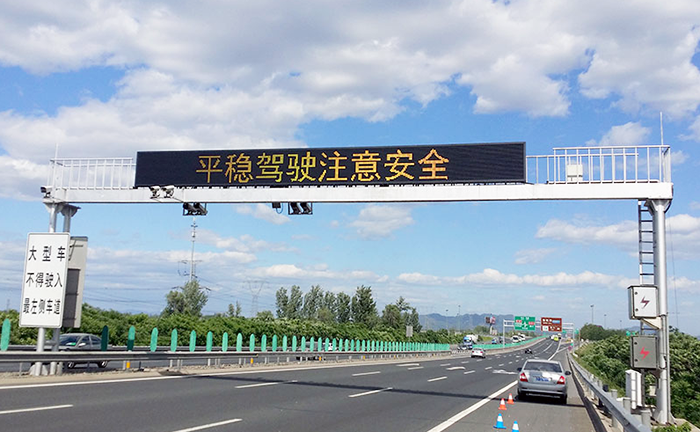 平稳驾驶注意安全
大型车
不得驶入
最左侧车道